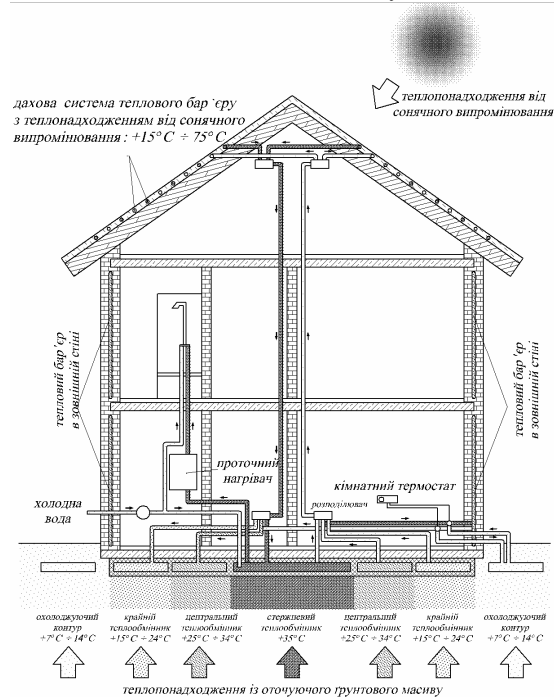 теплопонадходження від
сонячного випромінювання
дахова система теплового бар'єру
з теплонадходженням від сонячного
випромінювання: +15°C ÷ 75°C
тепловий бар'єр
в зовнішній стіні
тепловий бар'єр
в зовнішній стіні
проточний
нагрівач
кімнатний термостат
холодна
вода
розподілювач
охолоджуючий
контур
+7°C ÷ 14°C
крайній
теплообмінник
+15°C ÷ 24°C
центральний
теплообмінник
+25°C ÷ 34°C
стержневий
теплообмінник
+35°C
центральний
теплообмінник
+25°C ÷ 34°C
крайній
теплообмінник
+15°C ÷ 24°C
охолоджуючий
контур
+7°C ÷ 14°C
теплопонадходження із оточуючого ґрунтового масиву